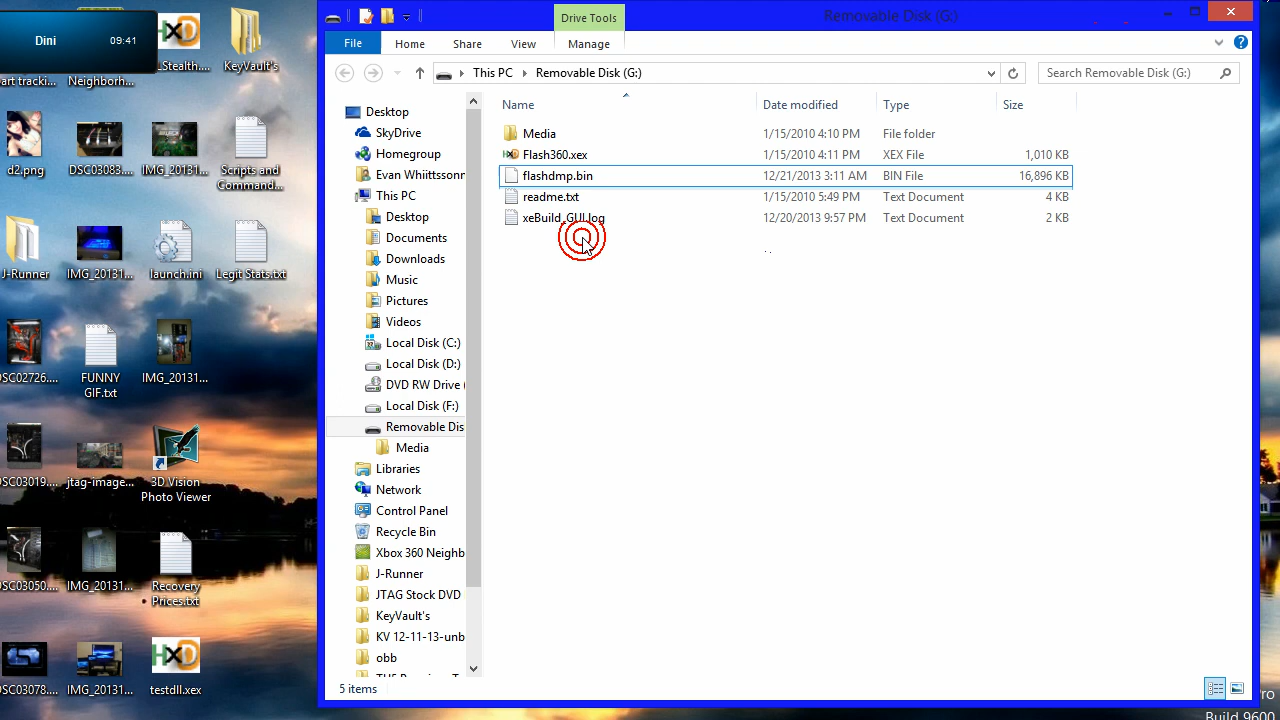 Dini 09:41
_Stealth....
KeyVault's
art tracki...
Neighborh...
d2.png
DSC03083....
IMG_20131...
Scripts and
Command...
J-Runner
IMG_20131...
launch.ini
Legit Stats.txt
DSC02726....
FUNNY
GIF.txt
IMG_20131...
DSC03019....
jtag-image...
3D Vision
Photo Viewer
DSC03050....
IMG_20131...
Recovery
Prices.txt
DSC03078....
IMG_20131...
testdll.xex
Drive Tools
Removable Disk (G:)
File Home Share View Manage
This PC Removable Disk (G:)
Search Removable Disk (G:)
Desktop
SkyDrive
Homegroup
Evan Whiittsonn
This PC
Desktop
Documents
Downloads
Music
Pictures
Videos
Local Disk (C:)
Local Disk (D:)
DVD RW Drive (
Local Disk (F:)
Removable Dis
Media
Libraries
Network
Control Panel
Recycle Bin
Xbox 360 Neighb
J-Runner
JTAG Stock DVD
KeyVault's
KV 12-11-13-unb
obb
Name Date modified Type Size
Media 1/15/2010 4:10 PM File folder
Flash360.xex 1/15/2010 4:11 PM XEX File 1,010 KB
flashdmp.bin 12/21/2013 3:11 AM BIN File 16,896 KB
readme.txt 1/15/2010 5:49 PM Text Document 4 KB
xeBuild_GUI.log 12/20/2013 9:57 PM Text Document 2 KB
5 items
Pro
Build 9600